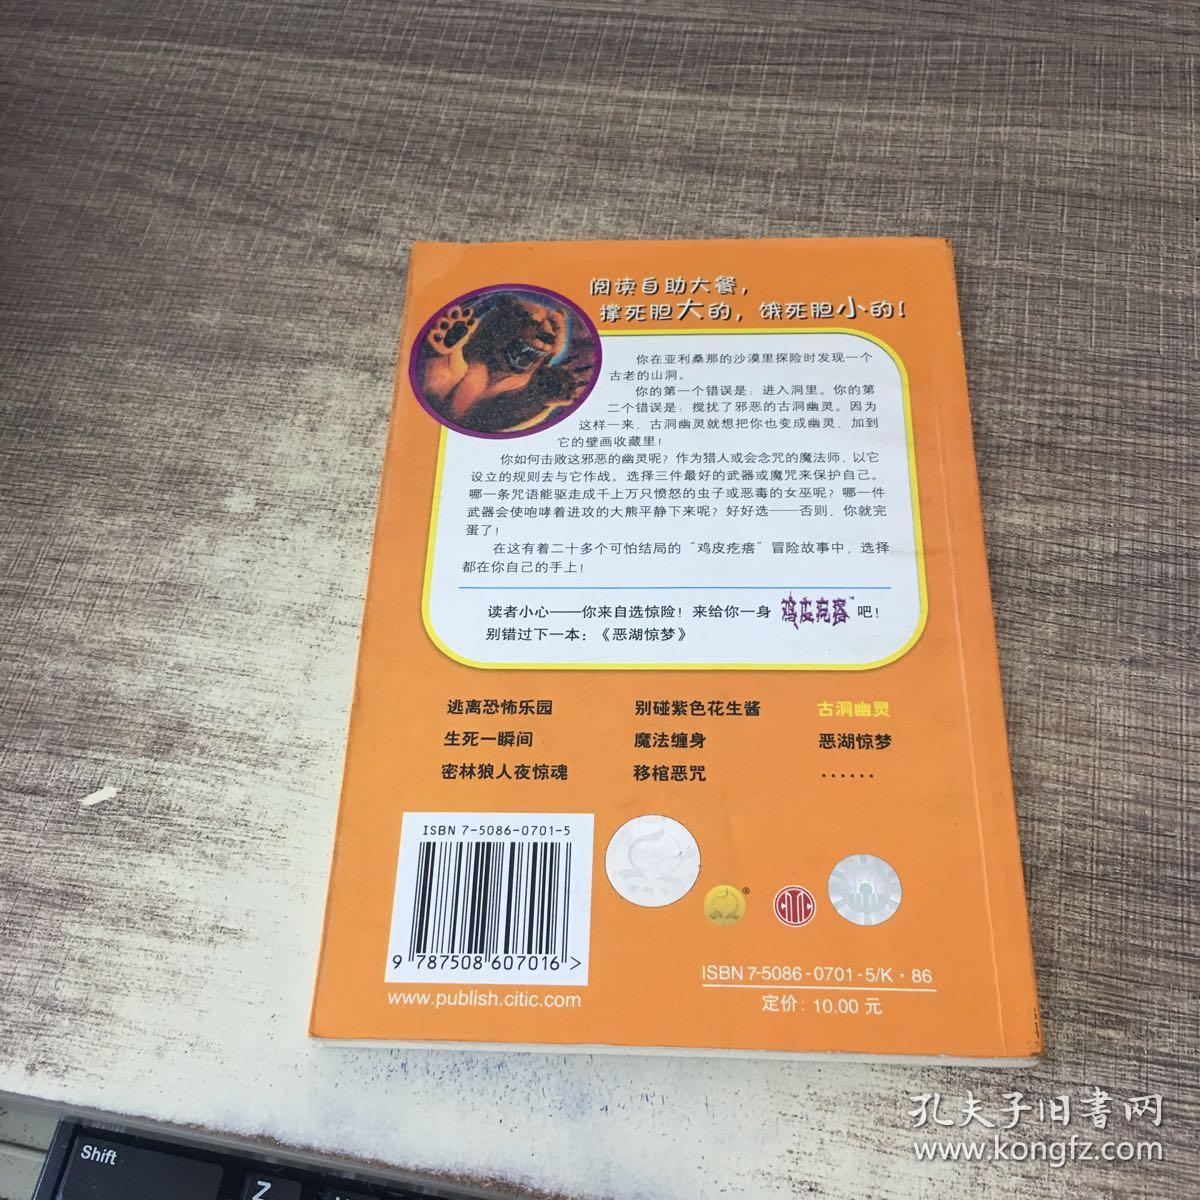 阅读自助大餐，
撑死胆大的，饿死胆小的！
你在亚利桑那的沙漠里探险时发现一个
古老的山洞。
你的第一个错误是：进入洞里。你的第
二个错误是：搅扰了邪恶的古洞幽灵。因为
这样一来，古洞幽灵就想把你也变成幽灵，加到
它的壁画收藏里！
你如何击败这邪恶的幽灵呢？作为猎人或会念咒的魔法师，以它
设立的规则去与它作战。选择三件最好的武器或魔咒来保护自己。
哪一条咒语能驱走成千上万只愤怒的虫子或恶毒的女巫呢？哪一件
武器会使咆哮着进攻的大熊平静下来呢？好好选——否则，你就完
蛋了！
在这有着二十多个可怕结局的“鸡皮疙瘩”冒险故事中，选择
都在你自己的手上！
读者小心——你来自选惊险！来给你一身鸡皮疙瘩™吧！
别错过下一本：《恶湖惊梦》
逃离恐怖乐园 别碰紫色花生酱 古洞幽灵
生死一瞬间 魔法缠身 恶湖惊梦
密林狼人夜惊魂 移棺恶咒 ……
ISBN 7-5086-0701-5
9 787508 607016 >
www.publish.citic.com
®
CITIC
ISBN 7-5086-0701-5/K·86
定价：10.00 元
Shift
Z
孔夫子旧書网
www.kongfz.com